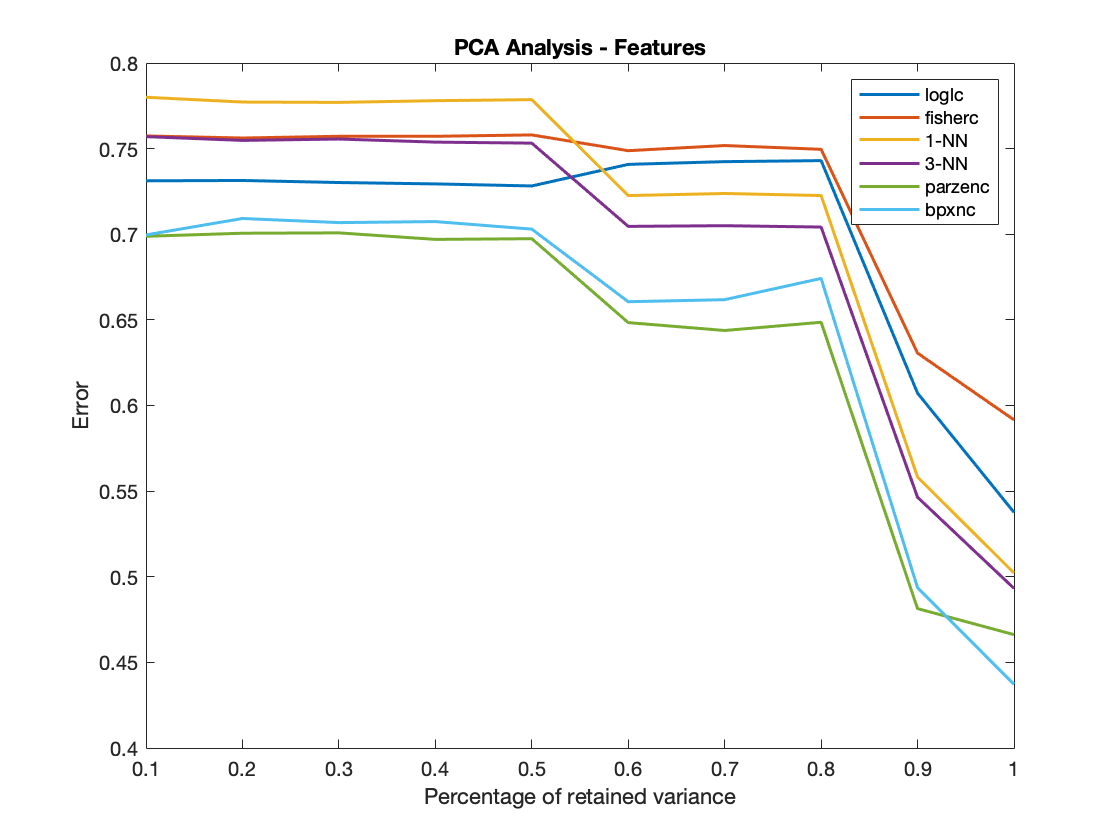 PCA Analysis - Features
0.8
0.75
0.7
0.65
0.6
0.55
0.5
0.45
0.4
Error
loglc
fisherc
1-NN
3-NN
parzenc
bpxnc
0.1 0.2 0.3 0.4 0.5 0.6 0.7 0.8 0.9 1
Percentage of retained variance